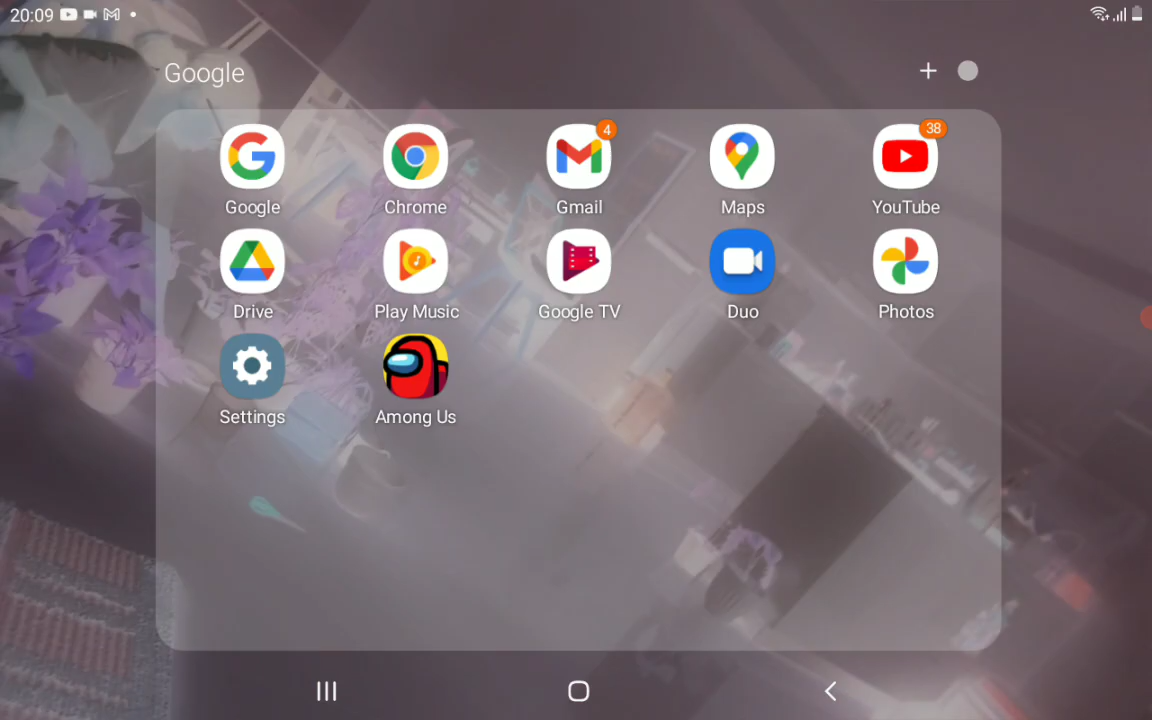 20:09
Google
4
38
Google
Chrome
Gmail
Maps
YouTube
Drive
Play Music
Google TV
Duo
Photos
Settings
Among Us